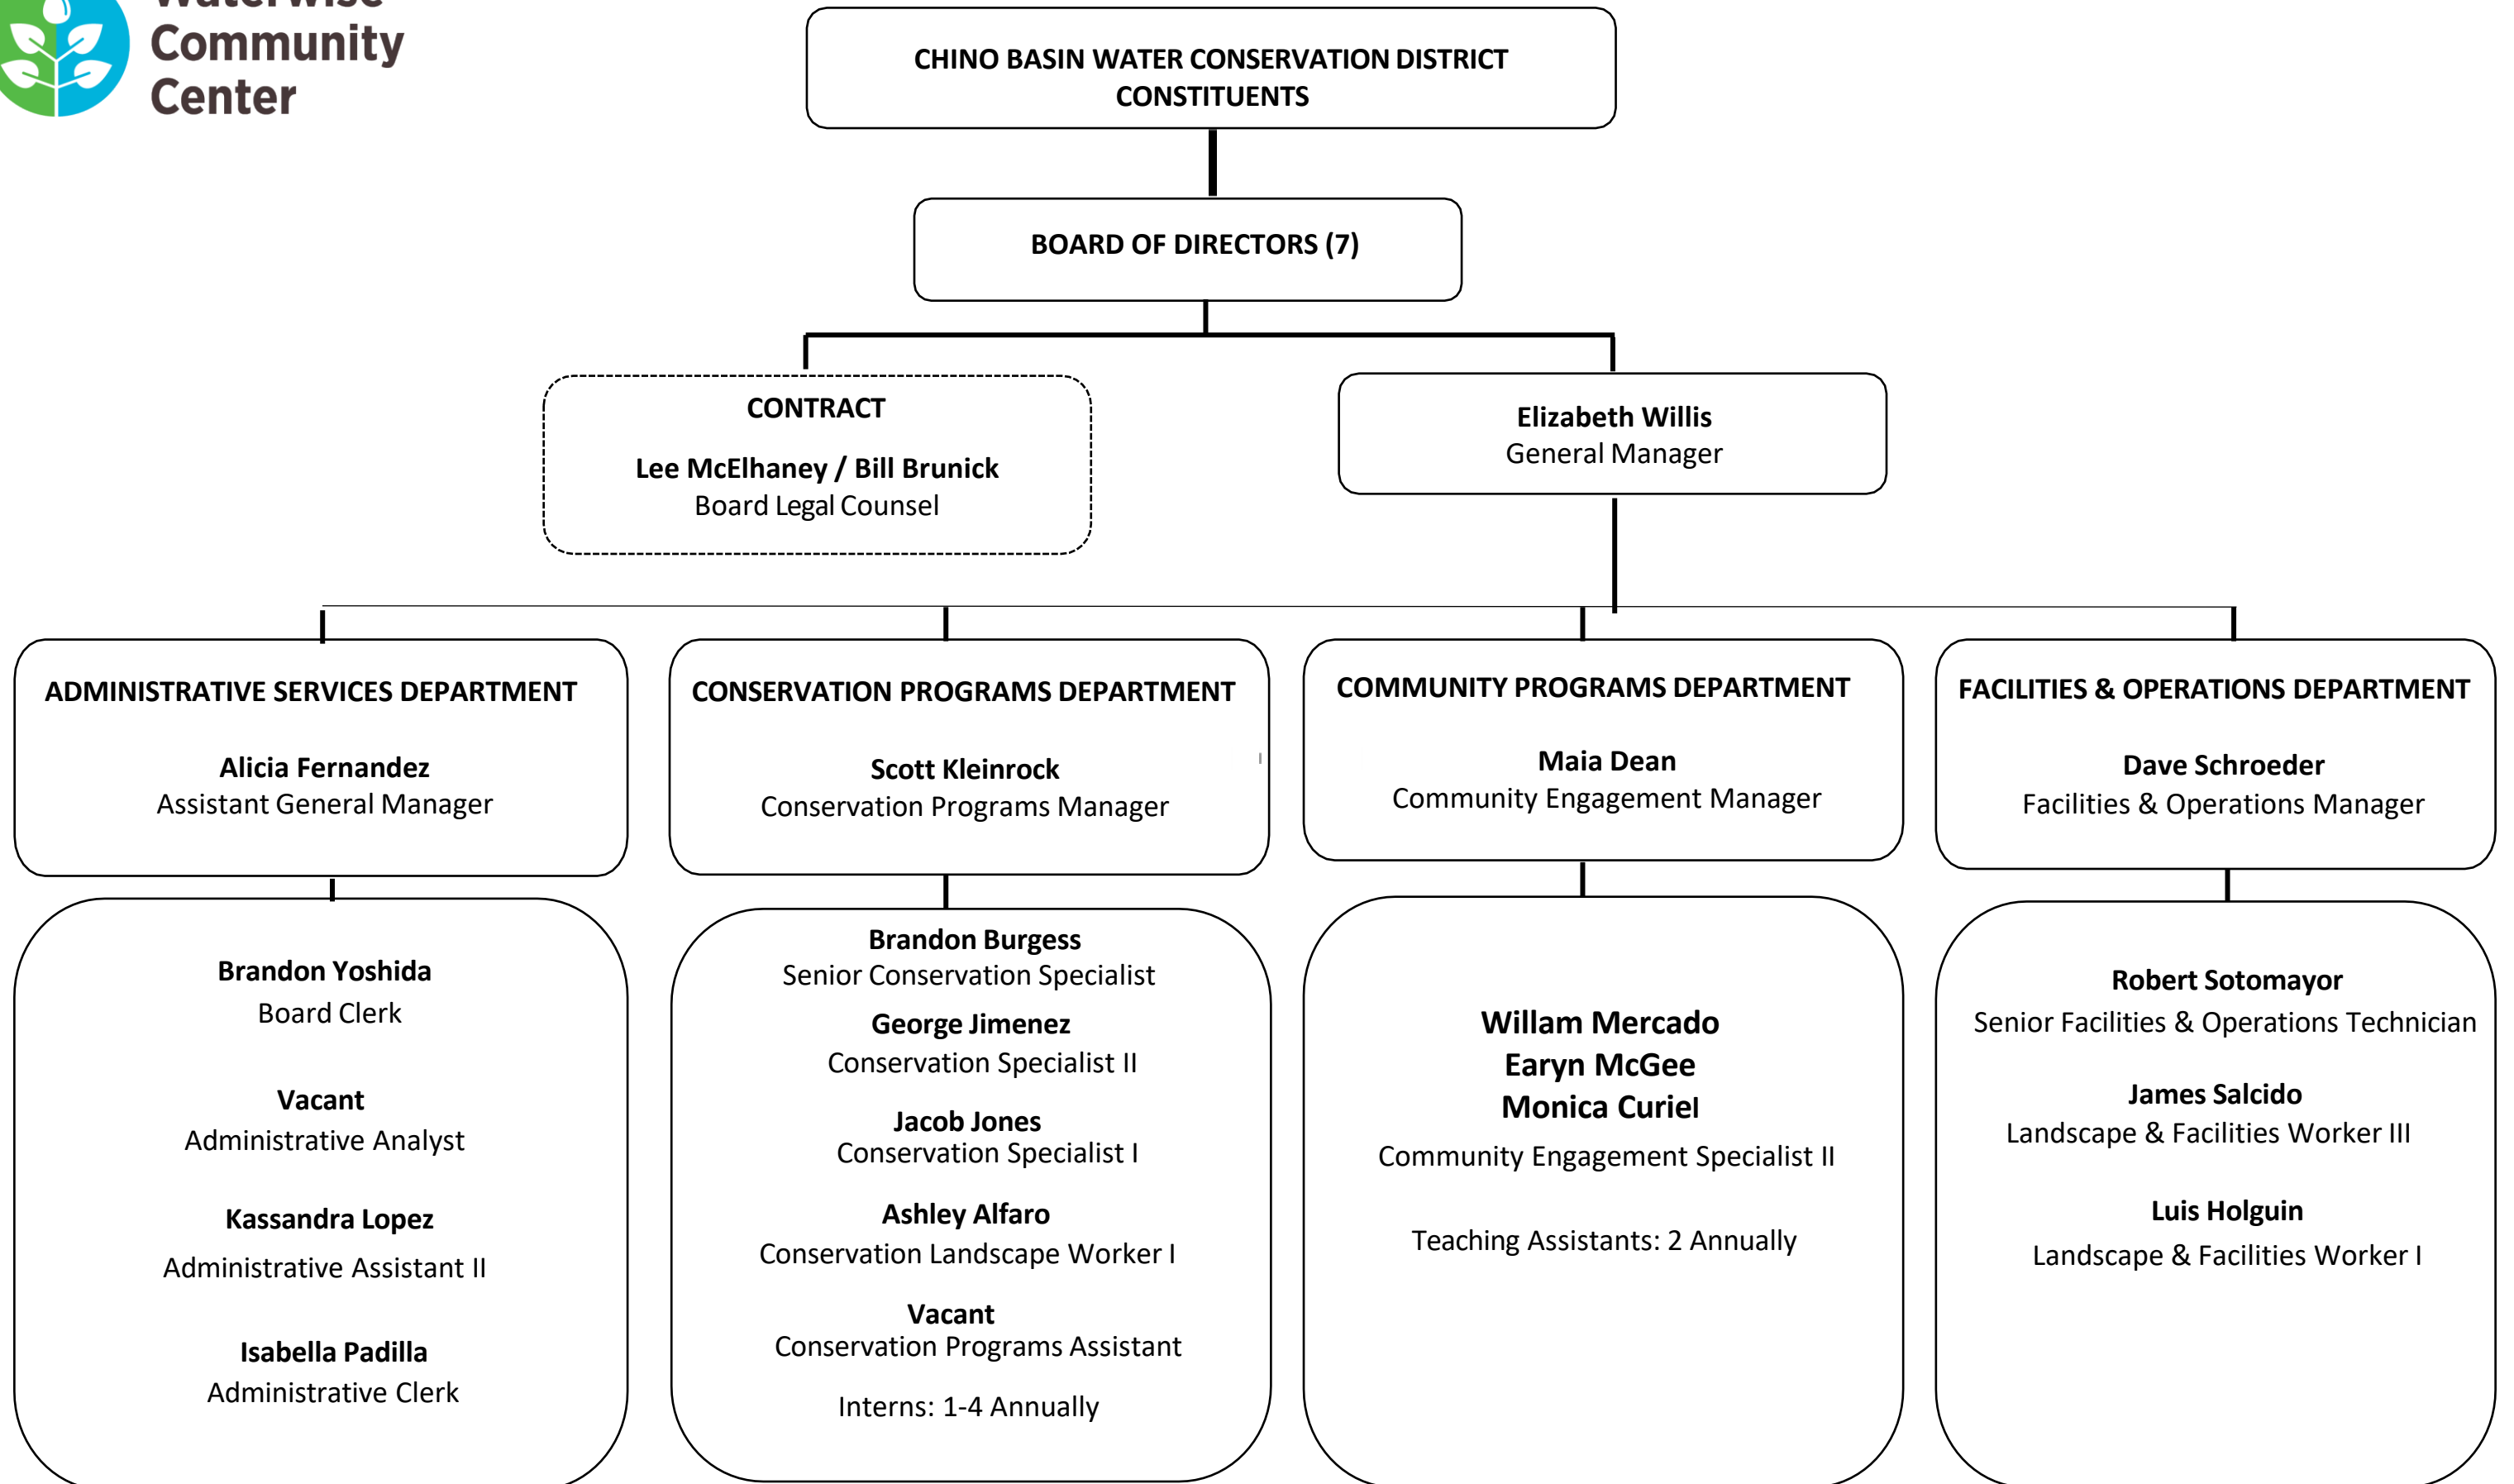 Waterwise
Community
Center
CHINO BASIN WATER CONSERVATION DISTRICT
CONSTITUENTS
BOARD OF DIRECTORS (7)
CONTRACT
Lee McElhaney / Bill Brunick
Board Legal Counsel
Elizabeth Willis
General Manager
ADMINISTRATIVE SERVICES DEPARTMENT
Alicia Fernandez
Assistant General Manager
CONSERVATION PROGRAMS DEPARTMENT
Scott Kleinrock
Conservation Programs Manager
COMMUNITY PROGRAMS DEPARTMENT
Maia Dean
Community Engagement Manager
FACILITIES & OPERATIONS DEPARTMENT
Dave Schroeder
Facilities & Operations Manager
Brandon Yoshida
Board Clerk
Vacant
Administrative Analyst
Kassandra Lopez
Administrative Assistant II
Isabella Padilla
Administrative Clerk
Brandon Burgess
Senior Conservation Specialist
George Jimenez
Conservation Specialist II
Jacob Jones
Conservation Specialist I
Ashley Alfaro
Conservation Landscape Worker I
Vacant
Conservation Programs Assistant
Interns: 1-4 Annually
Willam Mercado
Earyn McGee
Monica Curiel
Community Engagement Specialist II
Teaching Assistants: 2 Annually
Robert Sotomayor
Senior Facilities & Operations Technician
James Salcido
Landscape & Facilities Worker III
Luis Holguin
Landscape & Facilities Worker I